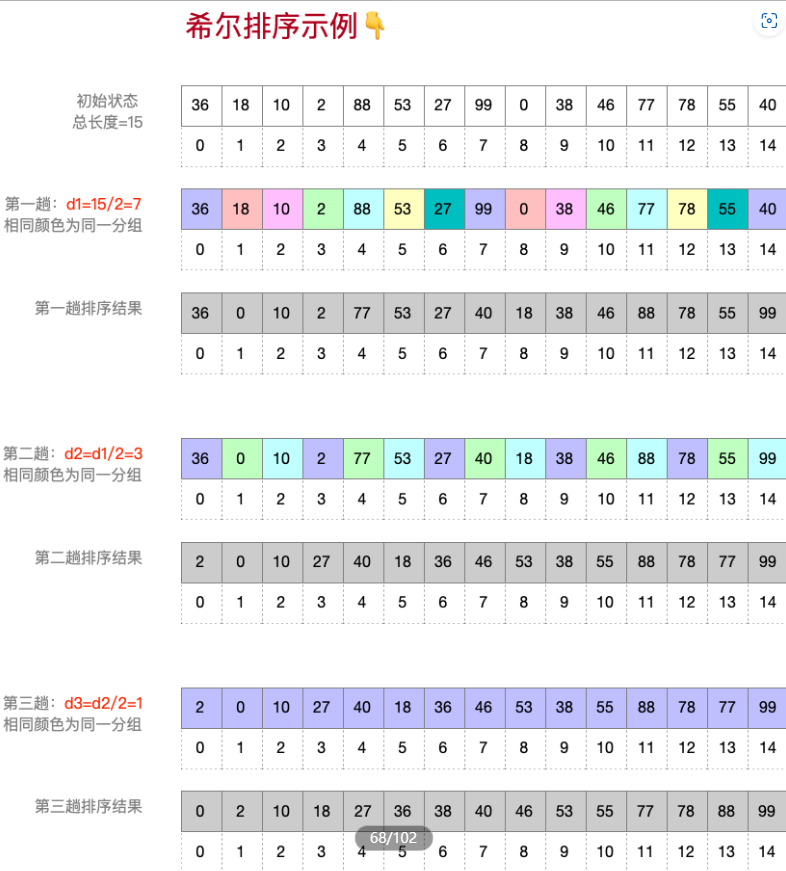 希尔排序示例👇
初始状态
总长度=15
36 18 10 2 88 53 27 99 0 38 46 77 78 55 40
0 1 2 3 4 5 6 7 8 9 10 11 12 13 14
第一趟：d1=15/2=7
相同颜色为同一分组
36 18 10 2 88 53 27 99 0 38 46 77 78 55 40
0 1 2 3 4 5 6 7 8 9 10 11 12 13 14
第一趟排序结果
36 0 10 2 77 53 27 40 18 38 46 88 78 55 99
0 1 2 3 4 5 6 7 8 9 10 11 12 13 14
第二趟：d2=d1/2=3
相同颜色为同一分组
36 0 10 2 77 53 27 40 18 38 46 88 78 55 99
0 1 2 3 4 5 6 7 8 9 10 11 12 13 14
第二趟排序结果
2 0 10 27 40 18 36 46 53 38 55 88 78 77 99
0 1 2 3 4 5 6 7 8 9 10 11 12 13 14
第三趟：d3=d2/2=1
相同颜色为同一分组
2 0 10 27 40 18 36 46 53 38 55 88 78 77 99
0 1 2 3 4 5 6 7 8 9 10 11 12 13 14
第三趟排序结果
0 2 10 18 27 36 38 40 46 53 55 77 78 88 99
68/102
0 1 2 3 4 5 6 7 8 9 10 11 12 13 14